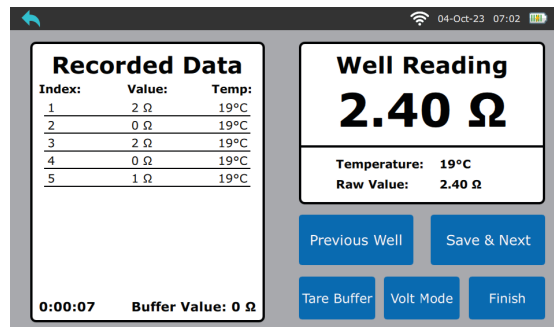 04-Oct-23 07:02
Recorded Data
Index: Value: Temp:
1 2 Ω 19°C
2 0 Ω 19°C
3 2 Ω 19°C
4 0 Ω 19°C
5 1 Ω 19°C
0:00:07 Buffer Value: 0 Ω
Well Reading
2.40 Ω
Temperature: 19°C
Raw Value: 2.40 Ω
Previous Well Save & Next
Tare Buffer Volt Mode Finish